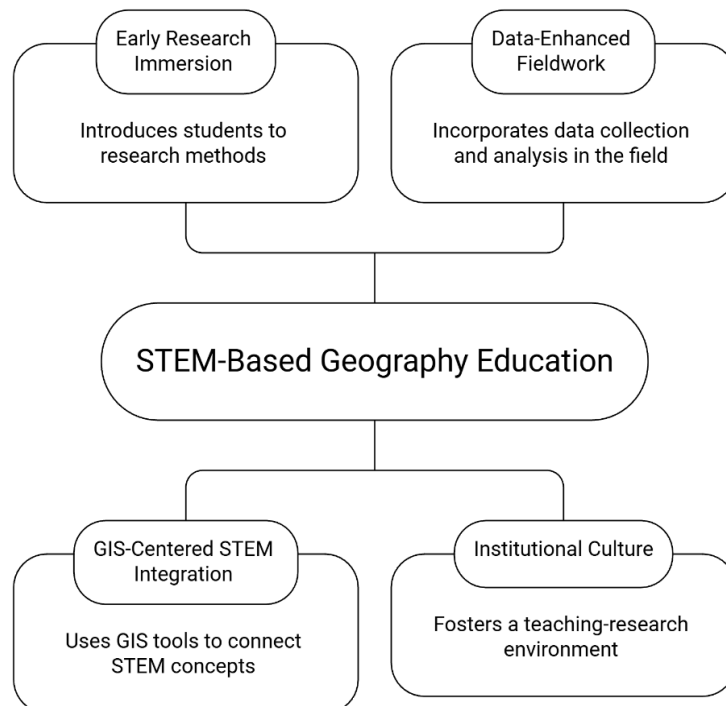 Early Research
Immersion
Introduces students to
research methods
Data-Enhanced
Fieldwork
Incorporates data collection
and analysis in the field
STEM-Based Geography Education
GIS-Centered STEM
Integration
Uses GIS tools to connect
STEM concepts
Institutional Culture
Fosters a teaching-research
environment